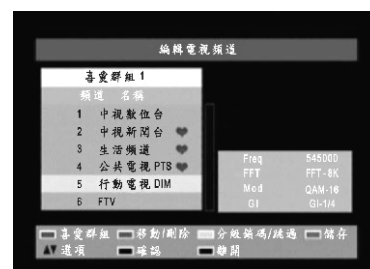 編輯電視頻道
喜愛群組 1
頻道 名稱
1 中視數位台
2 中視新聞台
3 生活頻道
4 公共電視 PTS
5 行動電視 DIM
6 FTV
Freq 545000
FFT FFT-8K
Mod QAM-16
GI GI-1/4
喜愛群組 移動/刪除 分級鎖碼/跳過 儲存
選項 確認 離開